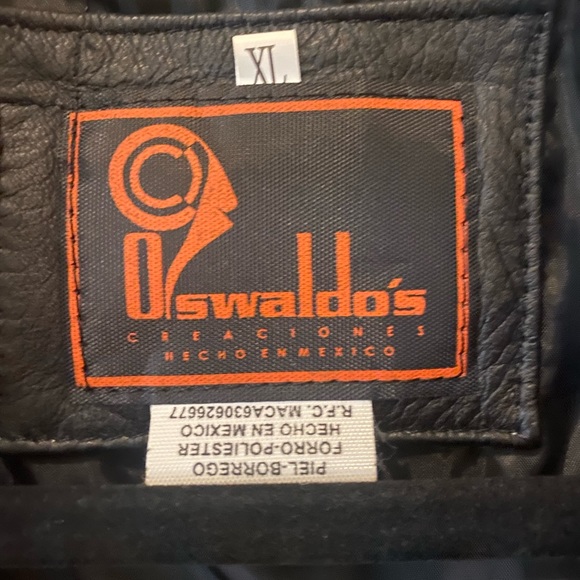 XL
Oswaldo's
CREACIONES
HECHO EN MEXICO
PIEL-BORREGO
FORRO-POLIESTER
HECHO EN MEXICO
R.F.C. MACA630626677